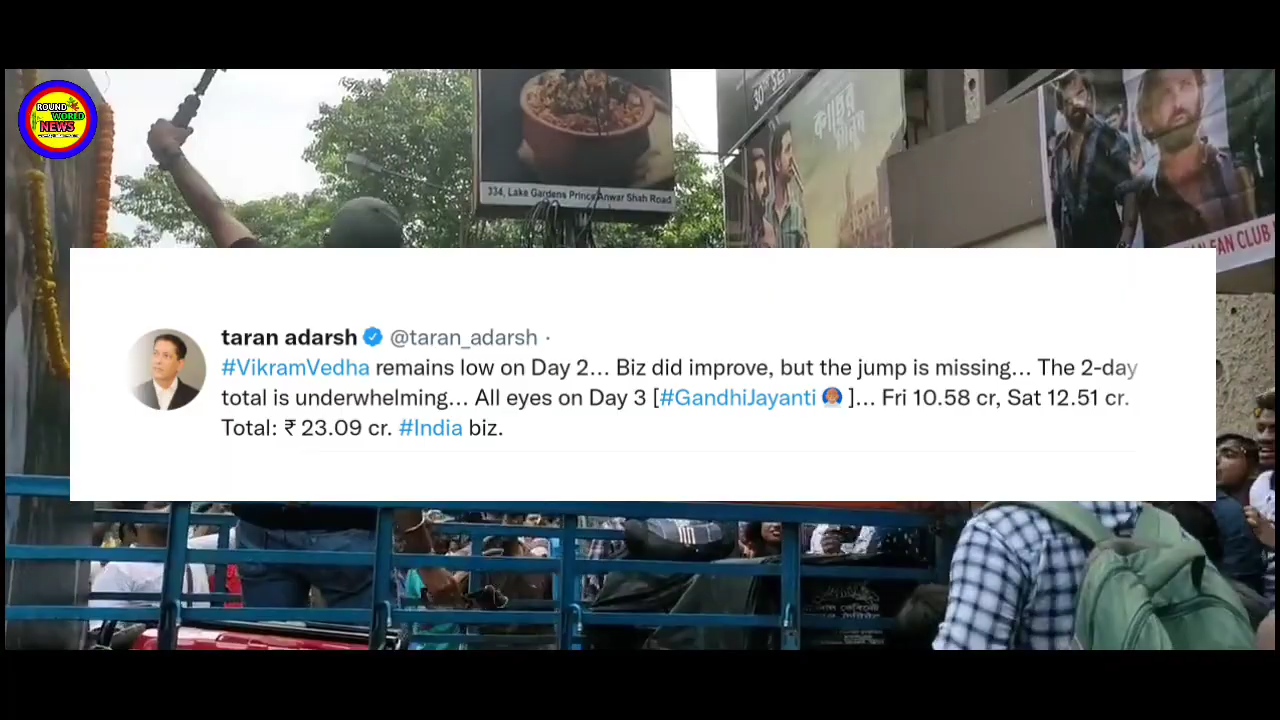 ROUND
WORLD
NEWS
334, Lake Gardens Prince Anwar Shah Road
FAN CLUB
taran adarsh @taran_adarsh ·
#VikramVedha remains low on Day 2... Biz did improve, but the jump is missing... The 2-day
total is underwhelming... All eyes on Day 3 [#GandhiJayanti ]... Fri 10.58 cr, Sat 12.51 cr.
Total: ₹ 23.09 cr. #India biz.